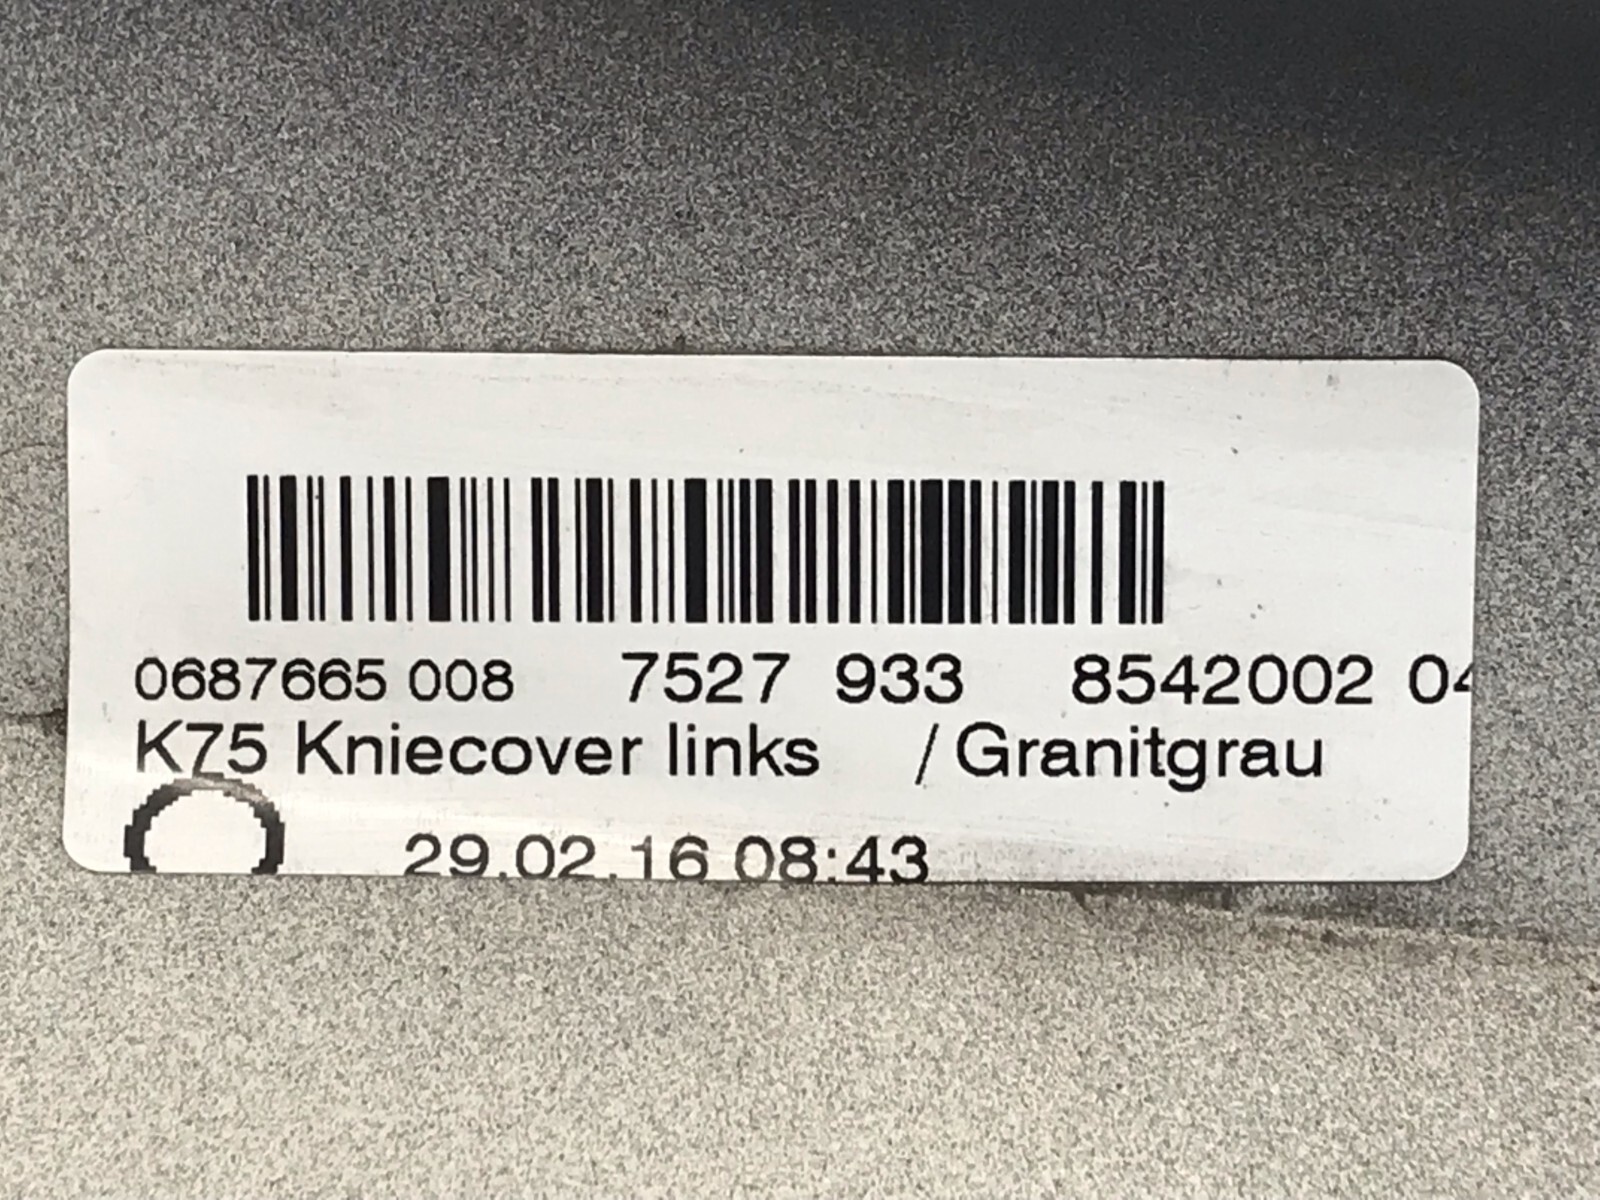 0687665 008 7527 933 8542002 04
K75 Kniecover links / Granitgrau
29.02.16 08:43